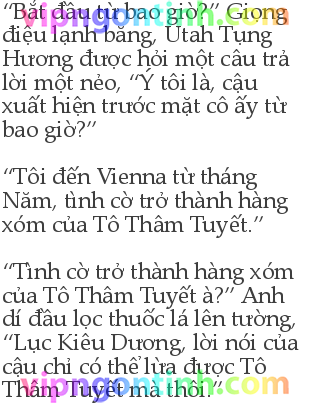 “Bắt đầu từ bao giờ?” Giọng
điệu lạnh băng, Utah Tụng
Hương được hỏi một câu trả
lời một nẻo, “Ý tôi là, cậu
xuất hiện trước mặt cô ấy từ
bao giờ?”
“Tôi đến Vienna từ tháng
Năm, tình cờ trở thành hàng
xóm của Tô Thâm Tuyết.”
“Tình cờ trở thành hàng xóm
của Tô Thâm Tuyết à?” Anh
dí đầu lọc thuốc lá lên tường,
“Lục Kiêu Dương, lời nói của
cậu chỉ có thể lừa được Tô
Thâm Tuyết mà thôi.”
vipngontinh.com
vipngontinh.com